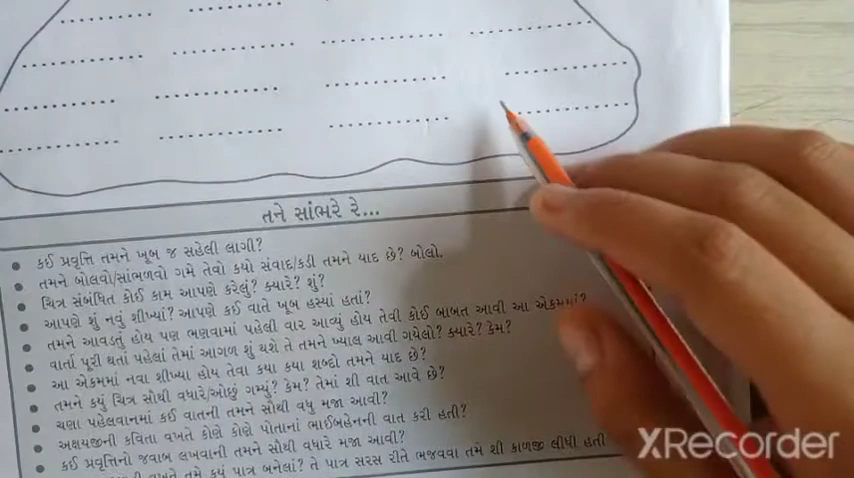 તને સાંભરે રે...
કઈ પ્રવૃત્તિ તમને ખૂબ જ સહેલી લાગી?
તમને બોલવો/સાંભળવો ગમે તેવો કયો સંવાદ/કડી તમને યાદ છે? બોલો.
ચિત્ર સંબંધિત કોઈ કામ આપણે કરેલું? ક્યારે? શું?
આપણે શું નવું શીખ્યાં? આપણે કઈ વાતે ખૂબ હસ્યાં હતાં?
તમને આવડતું હોય પણ ભણવામાં પહેલી વાર આવ્યું હોય તેવી કોઈ બાબત આવી આ એકમમાં?
વાર્તા પૂરી થતાં પહેલાં તેમાં આગળ શું થશે તે તમને ખ્યાલ આવી ગયેલો? ક્યારે? કેમ?
આ એકમમાં નવા શીખ્યા હોય તેવા કયા કયા શબ્દો તમને યાદ છે?
તમને કયું ચિત્ર સૌથી વધારે/ઓછું ગમ્યું? કેમ? તેમાં શી વાત આવે છે?
ચણા પહેલવાનમાં કઈ વાતની તમને સૌથી વધુ મજા આવી?
અક્ષયજીની કવિતા વખતે કોણે કોણે પોતાનાં ભાઈબહેનની વાત કરી હતી?
કઈ પ્રવૃત્તિનો જવાબ લખવાની તમને સૌથી વધારે મજા આવી?
વખતે તમે કયું પાત્ર બનેલાં? તે પાત્ર સરસ રીતે ભજવવા તમે શી કાળજી લીધી હતી
XRecorder